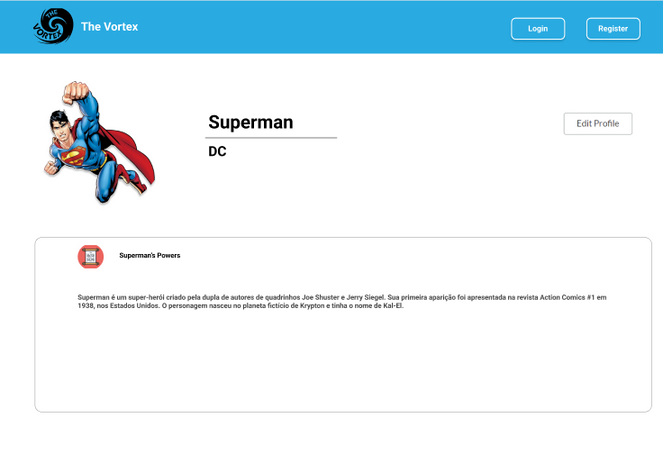 THE
VORTEX
The Vortex
Login
Register
Superman
Edit Profile
DC
Superman's Powers
Superman é um super-herói criado pela dupla de autores de quadrinhos Joe Shuster e Jerry Siegel. Sua primeira aparição foi apresentada na revista Action Comics #1 em
1938, nos Estados Unidos. O personagem nasceu no planeta fictício de Krypton e tinha o nome de Kal-El.